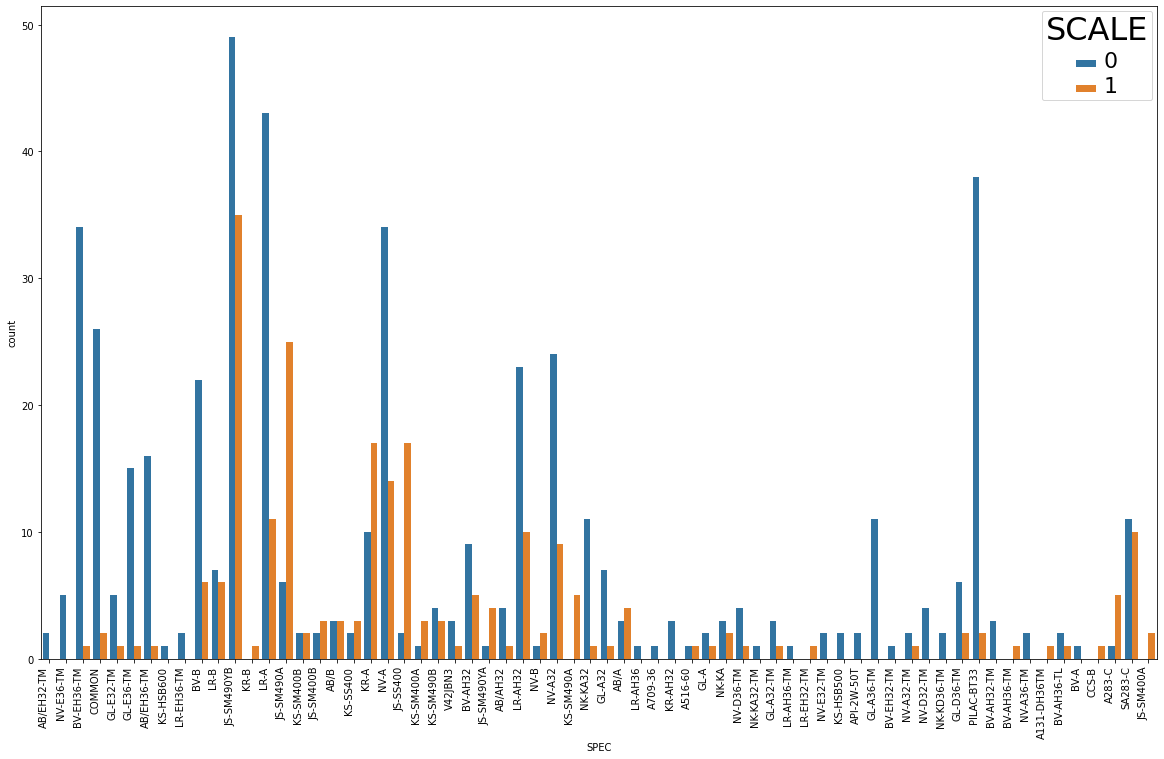 SCALE
0
1
50
40
30
20
10
0
count
AB/EH32-TM
NV-E36-TM
BV-EH36-TM
COMMON
GL-E32-TM
GL-E36-TM
AB/EH36-TM
KS-HSB600
LR-EH36-TM
BV-B
LR-B
JS-SM490YB
KR-B
LR-A
JS-SM490A
KS-SM400B
JS-SM400B
AB/B
KS-SS400
KR-A
NV-A
JS-SS400
KS-SM400A
KS-SM490B
V42JBN3
BV-AH32
JS-SM490YA
AB/AH32
LR-AH32
NV-B
NV-A32
KS-SM490A
NK-KA32
GL-A32
AB/A
LR-AH36
A709-36
KR-AH32
A516-60
GL-A
NK-KA
NV-D36-TM
NK-KA32-TM
GL-A32-TM
LR-AH36-TM
LR-EH32-TM
NV-E32-TM
KS-HSB500
API-2W-50T
GL-A36-TM
BV-EH32-TM
NV-A32-TM
NV-D32-TM
NK-KD36-TM
GL-D36-TM
PILAC-BT33
BV-AH32-TM
BV-AH36-TM
NV-A36-TM
A131-DH36TM
BV-AH36-TL
BV-A
CCS-B
A283-C
SA283-C
JS-SM400A
SPEC